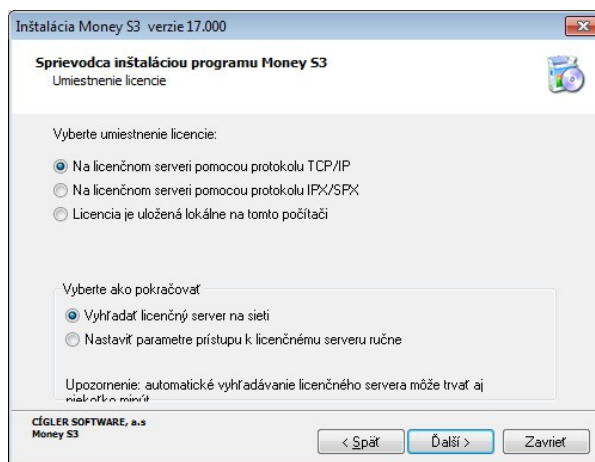 Inštalácia Money S3 verzie 17.000
Sprievodca inštaláciou programu Money S3
Umiestnenie licencie
Vyberte umiestnenie licencie:
Na licenčnom serveri pomocou protokolu TCP/IP
Na licenčnom serveri pomocou protokolu IPX/SPX
Licencia je uložená lokálne na tomto počítači
Vyberte ako pokračovať
Vyhľadať licenčný server na sieti
Nastaviť parametre prístupu k licenčnému serveru ručne
Upozornenie: automatické vyhľadávanie licenčného servera môže trvať aj
niekoľko minút
CÍGLER SOFTWARE, a.s
Money S3
< Späť
Ďalší >
Zavrieť